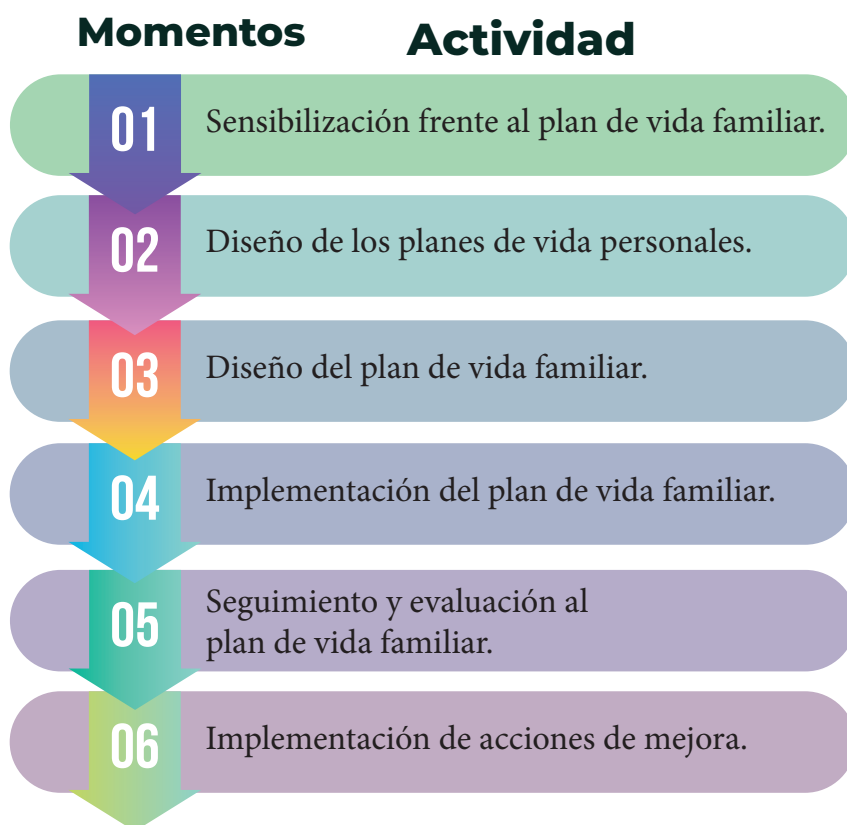 Momentos Actividad
01 Sensibilización frente al plan de vida familiar.
02 Diseño de los planes de vida personales.
03 Diseño del plan de vida familiar.
04 Implementación del plan de vida familiar.
05 Seguimiento y evaluación al
plan de vida familiar.
06 Implementación de acciones de mejora.